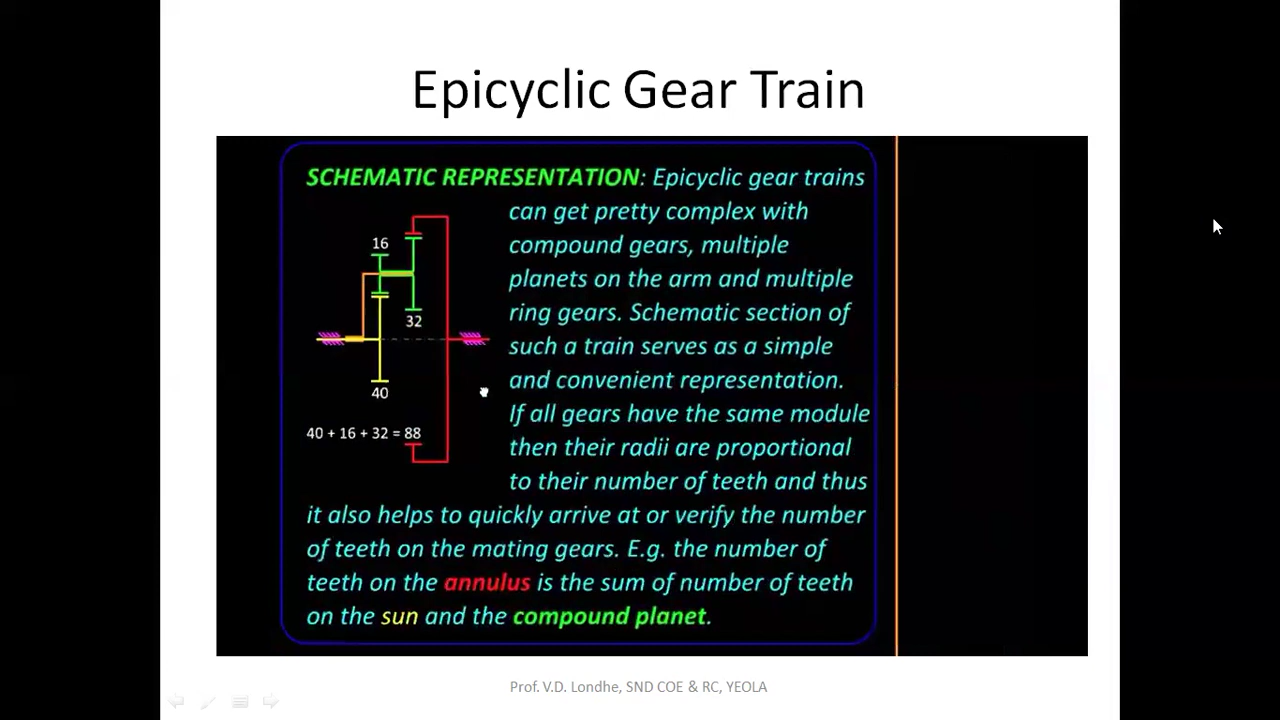 Epicyclic Gear Train
SCHEMATIC REPRESENTATION: Epicyclic gear trains
can get pretty complex with
compound gears, multiple
planets on the arm and multiple
ring gears. Schematic section of
such a train serves as a simple
and convenient representation.
If all gears have the same module
then their radii are proportional
to their number of teeth and thus
it also helps to quickly arrive at or verify the number
of teeth on the mating gears. E.g. the number of
teeth on the annulus is the sum of number of teeth
on the sun and the compound planet.
16
32
40
40 + 16 + 32 = 88
Prof. V.D. Londhe, SND COE & RC, YEOLA